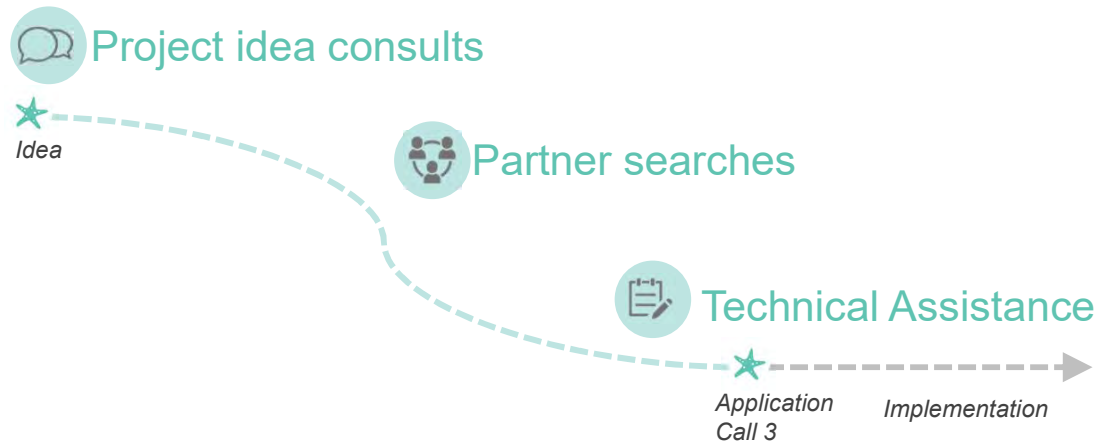 Project idea consults
Idea
Partner searches
Technical Assistance
Application
Call 3
Implementation